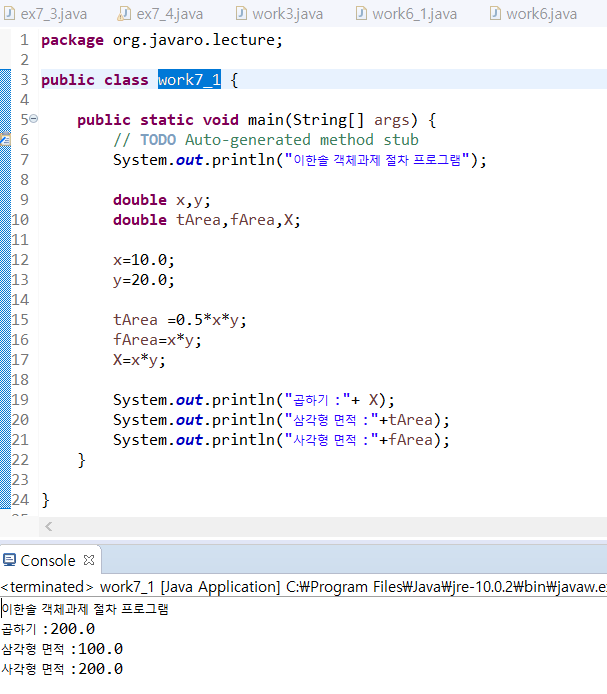 ex7_3.java ex7_4.java work3.java work6_1.java work6.java
1 package org.javaro.lecture;
2
3 public class work7_1 {
4
5 public static void main(String[] args) {
6 // TODO Auto-generated method stub
7 System.out.println("이한솔 객체과제 절차 프로그램");
8
9 double x,y;
10 double tArea,fArea,X;
11
12 x=10.0;
13 y=20.0;
14
15 tArea =0.5*x*y;
16 fArea=x*y;
17 X=x*y;
18
19 System.out.println("곱하기 :"+ X);
20 System.out.println("삼각형 면적 :"+tArea);
21 System.out.println("사각형 면적 :"+fArea);
22 }
23
24 }
Console
<terminated> work7_1 [Java Application] C:₩Program Files₩Java₩jre-10.0.2₩bin₩javaw.ex
이한솔 객체과제 절차 프로그램
곱하기 :200.0
삼각형 면적 :100.0
사각형 면적 :200.0